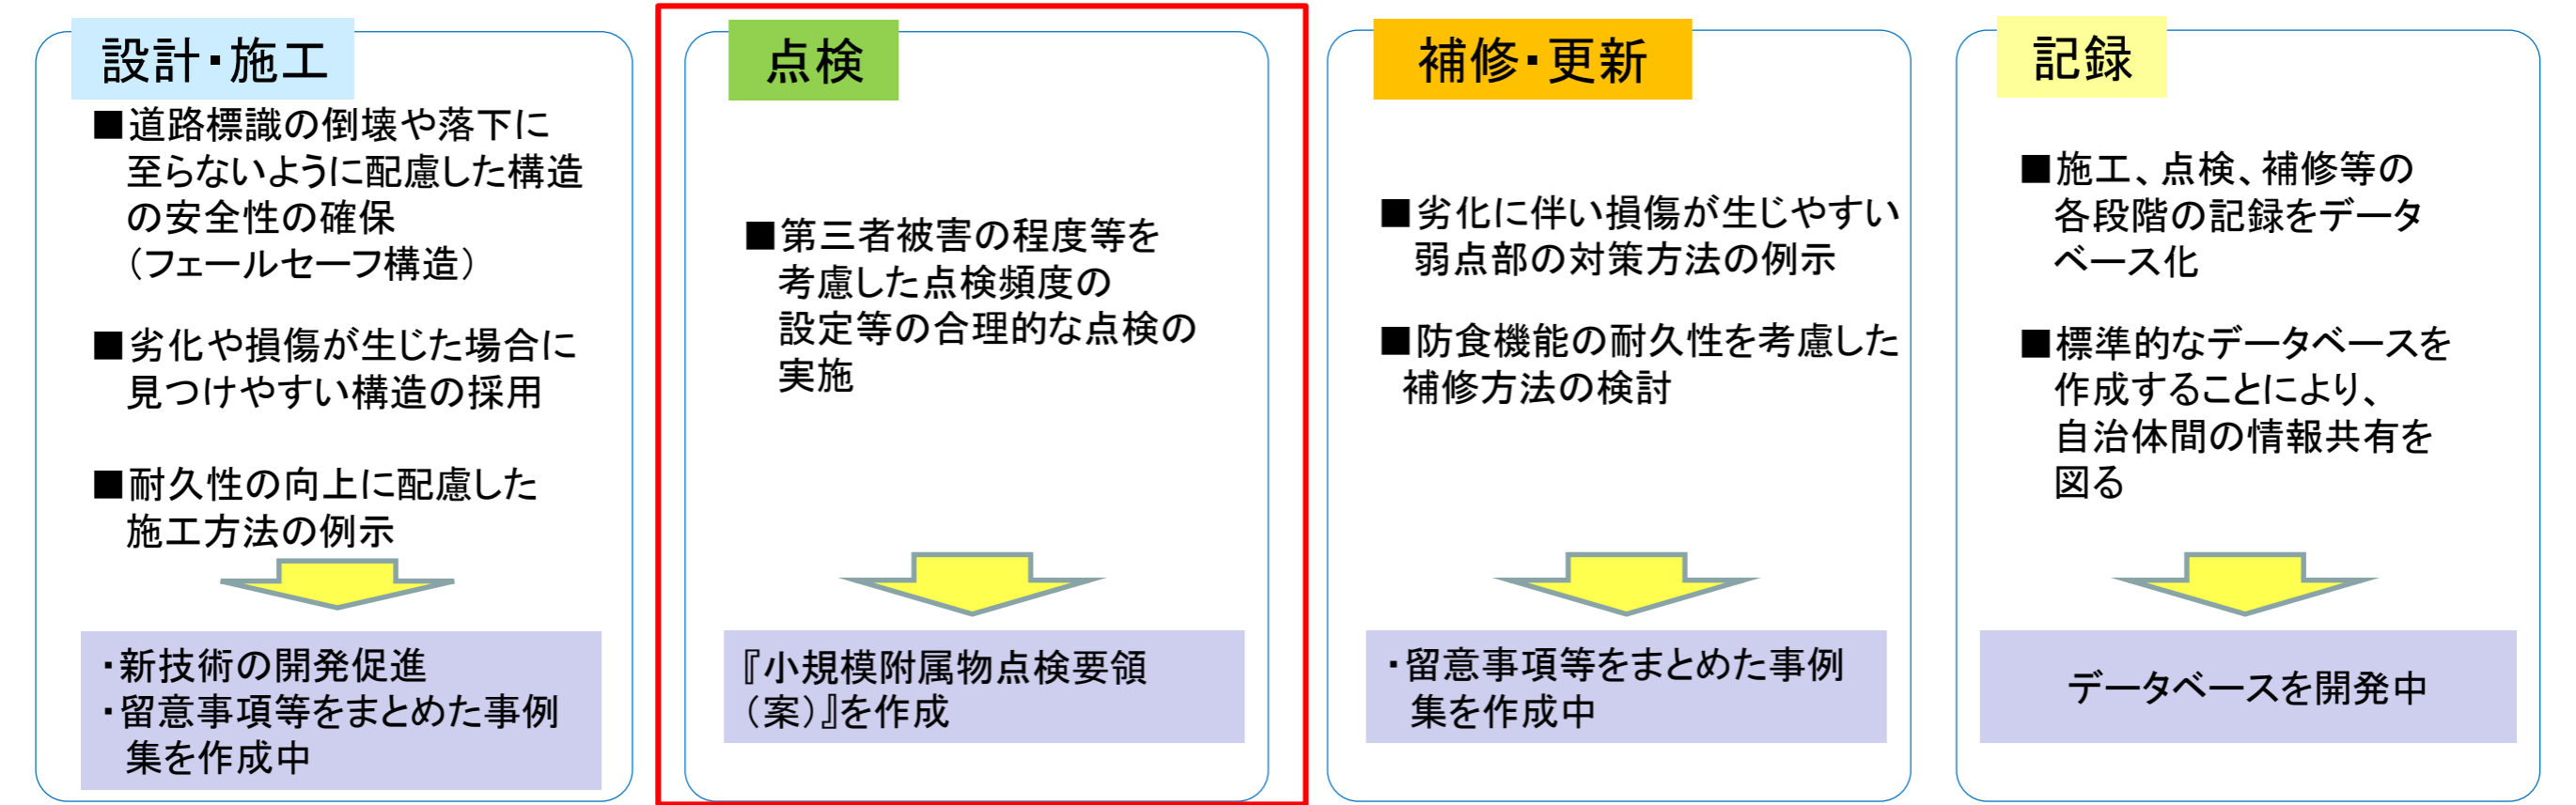 設計・施工
■道路標識の倒壊や落下に
至らないように配慮した構造
の安全性の確保
（フェールセーフ構造）
■劣化や損傷が生じた場合に
見つけやすい構造の採用
■耐久性の向上に配慮した
施工方法の例示
・新技術の開発促進
・留意事項等をまとめた事例
集を作成中
点検
■第三者被害の程度等を
考慮した点検頻度の
設定等の合理的な点検の
実施
『小規模附属物点検要領
（案）』を作成
補修・更新
■劣化に伴い損傷が生じやすい
弱点部の対策方法の例示
■防食機能の耐久性を考慮した
補修方法の検討
・留意事項等をまとめた事例
集を作成中
記録
■施工、点検、補修等の
各段階の記録をデータ
ベース化
■標準的なデータベースを
作成することにより、
自治体間の情報共有を
図る
データベースを開発中